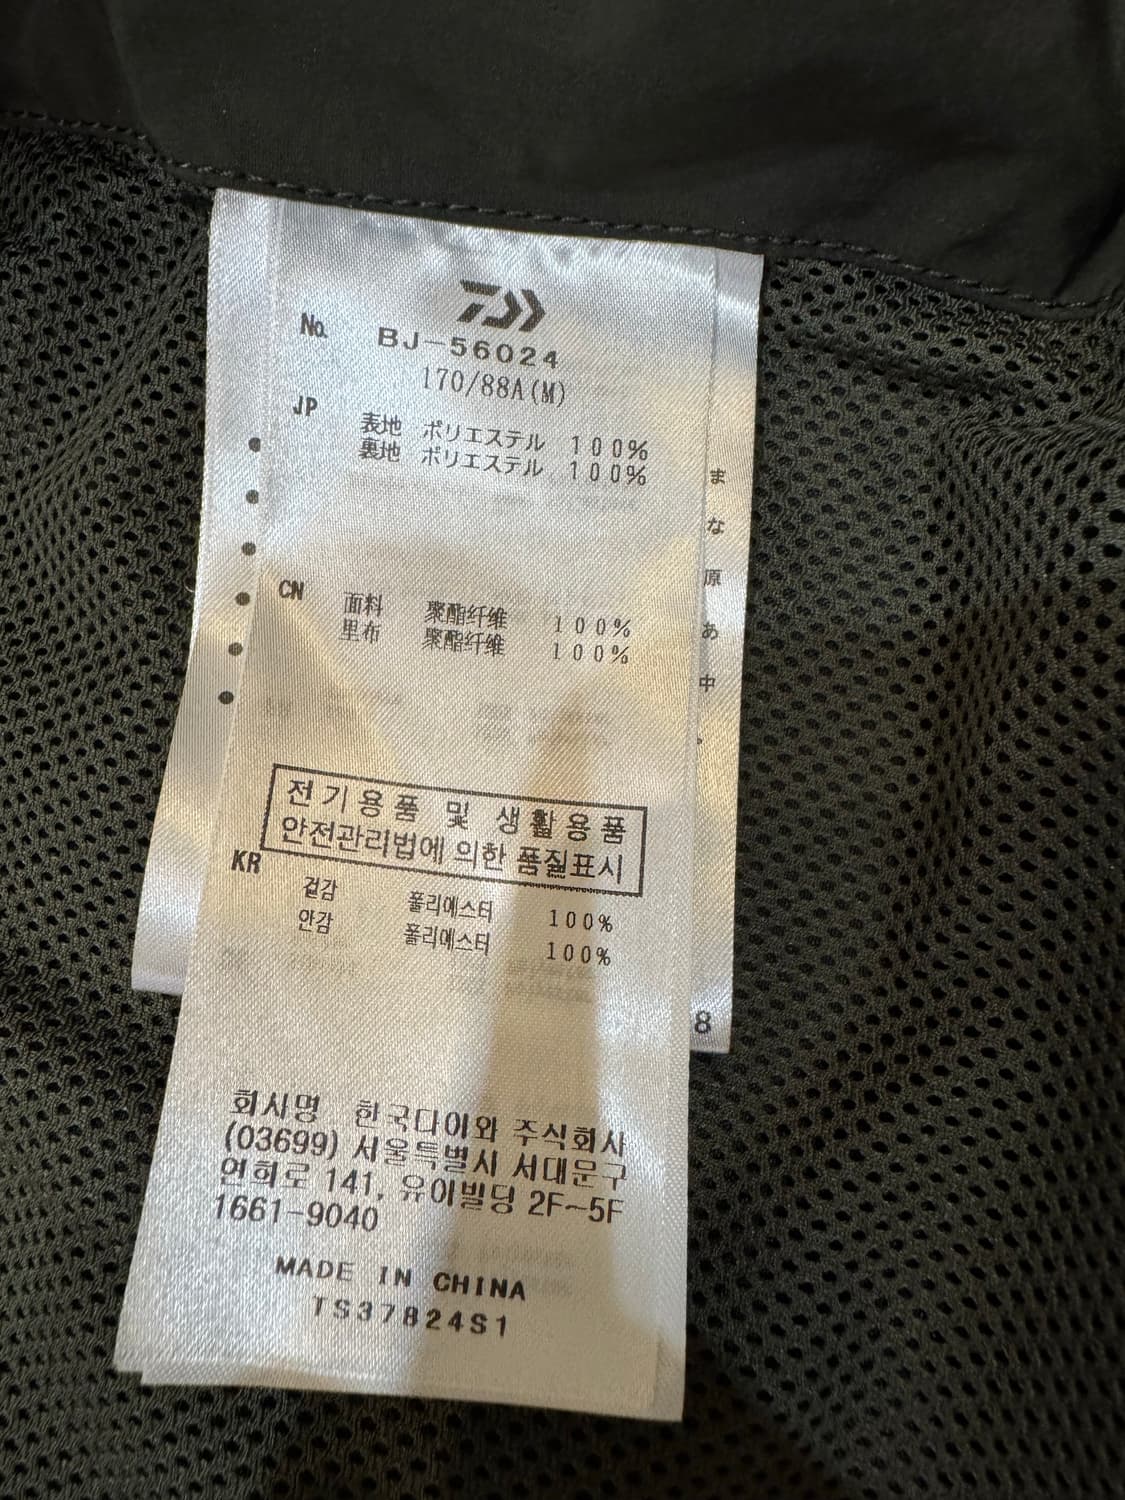 No. BJ-56024
170/88A(M)
JP 表地 ポリエステル 100%
裏地 ポリエステル 100%
CN 面料 聚酯纤维 100%
里布 聚酯纤维 100%
전기용품 및 생활용품
안전관리법에 의한 품질표시
KR 겉감 폴리에스터 100%
안감 폴리에스터 100%
회사명 한국다이와 주식회사
(03699) 서울특별시 서대문구
연희로 141, 유이빌딩 2F~5F
1661-9040
MADE IN CHINA
TS37824S1
ま
な
原
あ
中
8